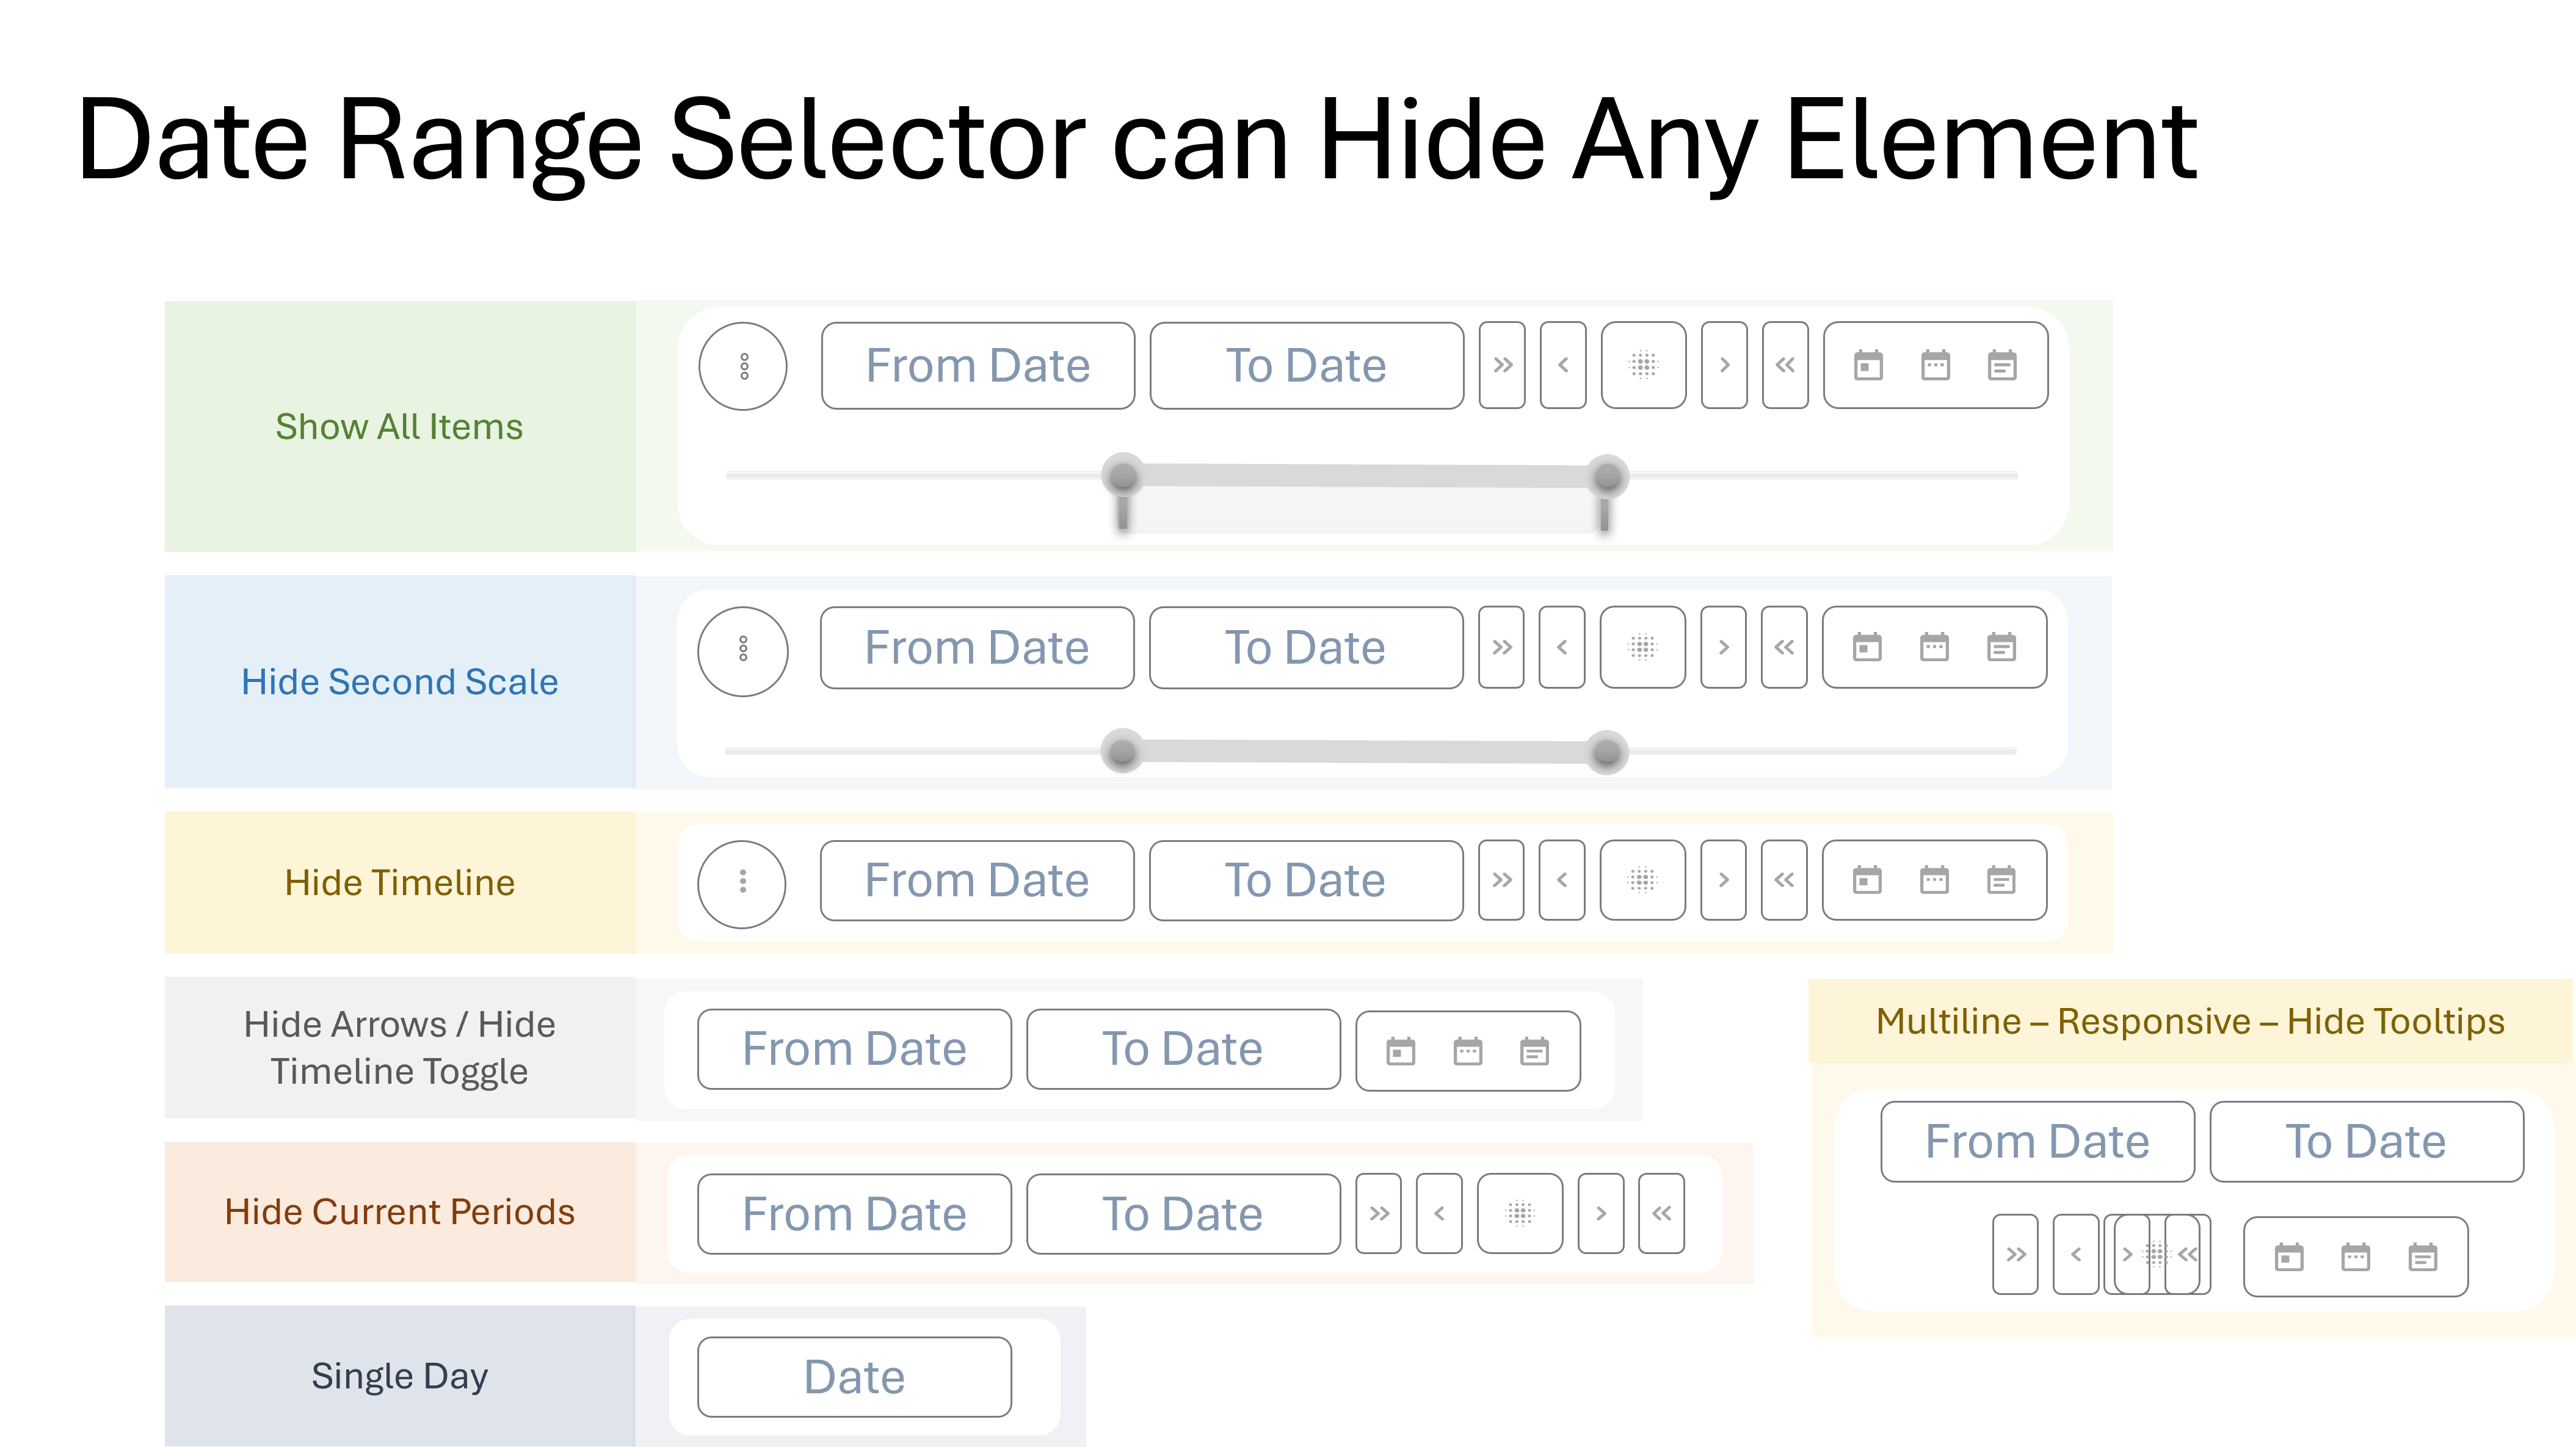 Date Range Selector can Hide Any Element
Show All Items
From Date
To Date
>>
<
>
<<
Hide Second Scale
From Date
To Date
>>
<
>
<<
Hide Timeline
From Date
To Date
>>
<
>
<<
Hide Arrows / Hide
Timeline Toggle
From Date
To Date
Multiline – Responsive – Hide Tooltips
From Date
To Date
>>
<
>
<<
Hide Current Periods
From Date
To Date
>>
<
>
<<
Single Day
Date